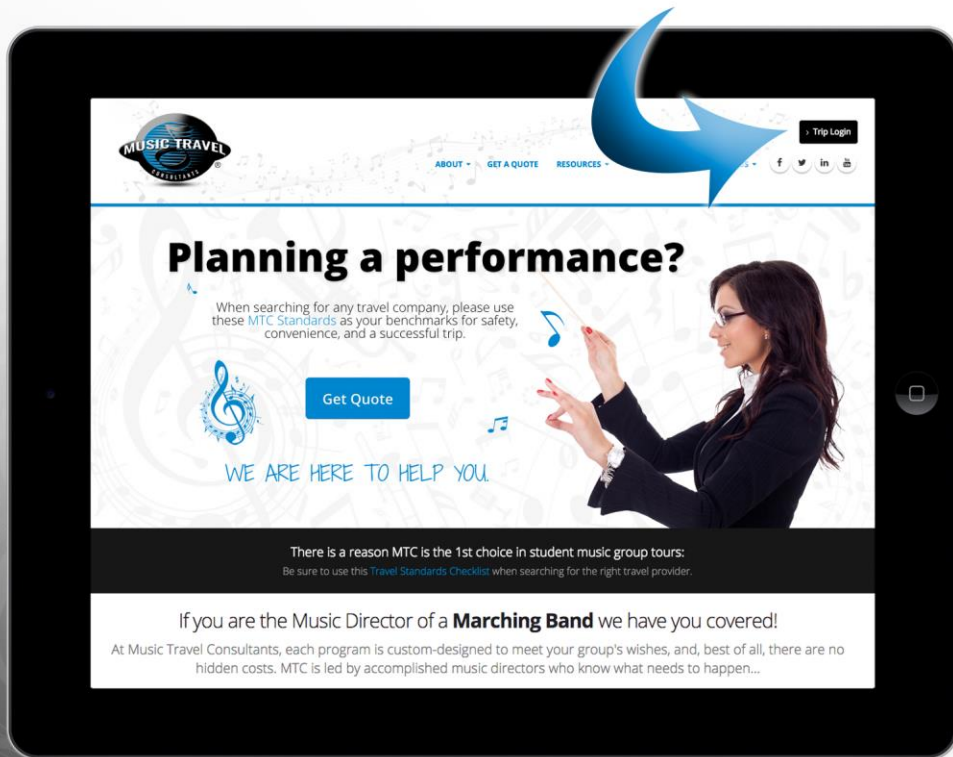 MUSIC TRAVEL
CONSULTANTS
®
› Trip Login
ABOUT
GET A QUOTE
RESOURCES
f
in
Planning a performance?
When searching for any travel company, please use
these MTC Standards as your benchmarks for safety,
convenience, and a successful trip.
Get Quote
WE ARE HERE TO HELP YOU.
There is a reason MTC is the 1st choice in student music group tours:
Be sure to use this Travel Standards Checklist when searching for the right travel provider.
If you are the Music Director of a Marching Band we have you covered!
At Music Travel Consultants, each program is custom-designed to meet your group's wishes, and, best of all, there are no
hidden costs. MTC is led by accomplished music directors who know what needs to happen...